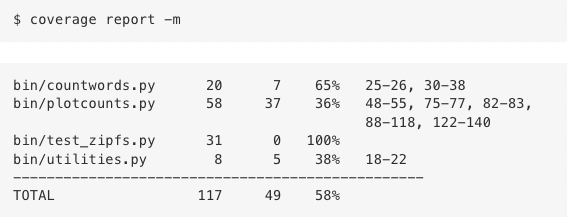 $ coverage report -m
bin/countwords.py      20      7    65%   25-26, 30-38
bin/plotcounts.py      58     37    36%   48-55, 75-77, 82-83,
                                          88-118, 122-140
bin/test_zipfs.py      31      0   100%
bin/utilities.py        8      5    38%   18-22
-------------------------------------------------
TOTAL                 117     49    58%